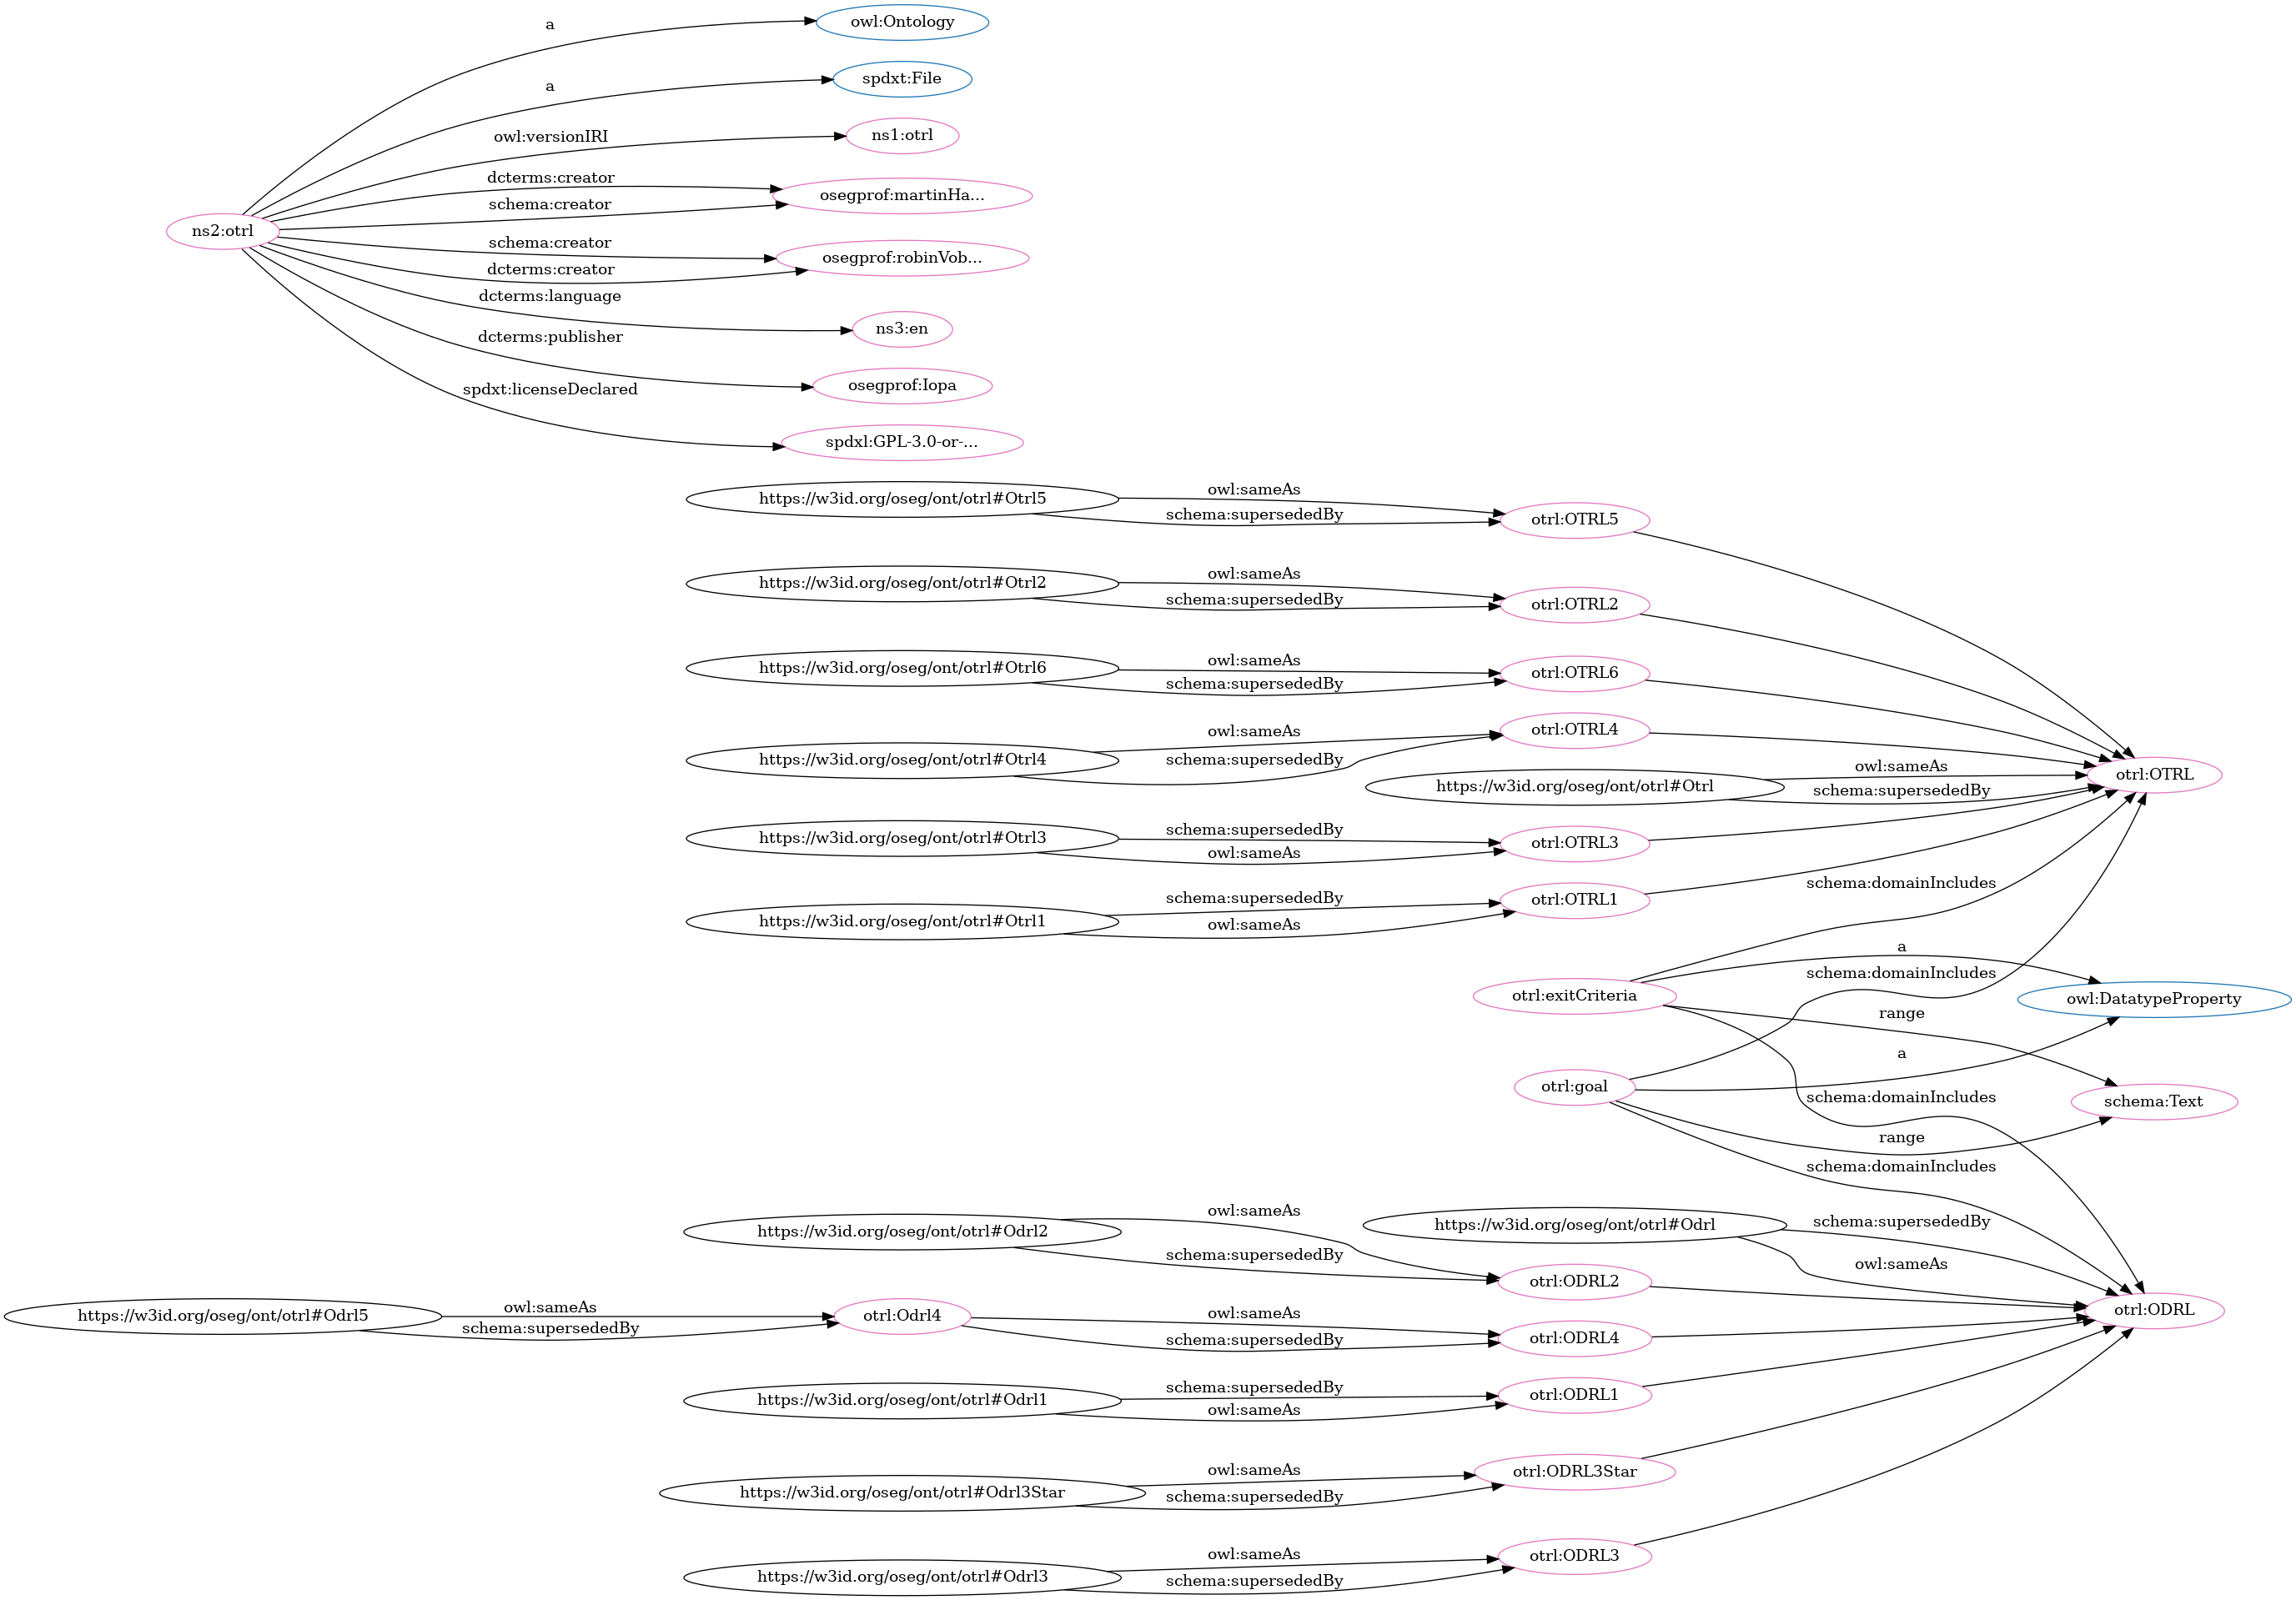 a
owl:Ontology
a
spdxt:File
owl:versionIRI
ns1:otrl
dcterms:creator
schema:creator
osegprof:martinHa...
ns2:otrl
schema:creator
dcterms:creator
osegprof:robinVob...
dcterms:language
ns3:en
dcterms:publisher
osegprof:Iopa
spdxt:licenseDeclared
spdxl:GPL-3.0-or-...
https://w3id.org/oseg/ont/otrl#Otrl5
owl:sameAs
schema:supersededBy
otrl:OTRL5
https://w3id.org/oseg/ont/otrl#Otrl2
owl:sameAs
schema:supersededBy
otrl:OTRL2
https://w3id.org/oseg/ont/otrl#Otrl6
owl:sameAs
schema:supersededBy
otrl:OTRL6
https://w3id.org/oseg/ont/otrl#Otrl4
owl:sameAs
schema:supersededBy
otrl:OTRL4
https://w3id.org/oseg/ont/otrl#Otrl
owl:sameAs
schema:supersededBy
otrl:OTRL
https://w3id.org/oseg/ont/otrl#Otrl3
schema:supersededBy
owl:sameAs
otrl:OTRL3
https://w3id.org/oseg/ont/otrl#Otrl1
schema:supersededBy
owl:sameAs
otrl:OTRL1
schema:domainIncludes
a
schema:domainIncludes
otrl:exitCriteria
owl:DatatypeProperty
range
a
otrl:goal
schema:domainIncludes
schema:Text
range
schema:domainIncludes
https://w3id.org/oseg/ont/otrl#Odrl2
owl:sameAs
schema:supersededBy
https://w3id.org/oseg/ont/otrl#Odrl
schema:supersededBy
owl:sameAs
otrl:ODRL2
otrl:ODRL
https://w3id.org/oseg/ont/otrl#Odrl5
owl:sameAs
schema:supersededBy
otrl:Odrl4
owl:sameAs
schema:supersededBy
otrl:ODRL4
https://w3id.org/oseg/ont/otrl#Odrl1
schema:supersededBy
owl:sameAs
otrl:ODRL1
https://w3id.org/oseg/ont/otrl#Odrl3Star
owl:sameAs
schema:supersededBy
otrl:ODRL3Star
https://w3id.org/oseg/ont/otrl#Odrl3
owl:sameAs
schema:supersededBy
otrl:ODRL3